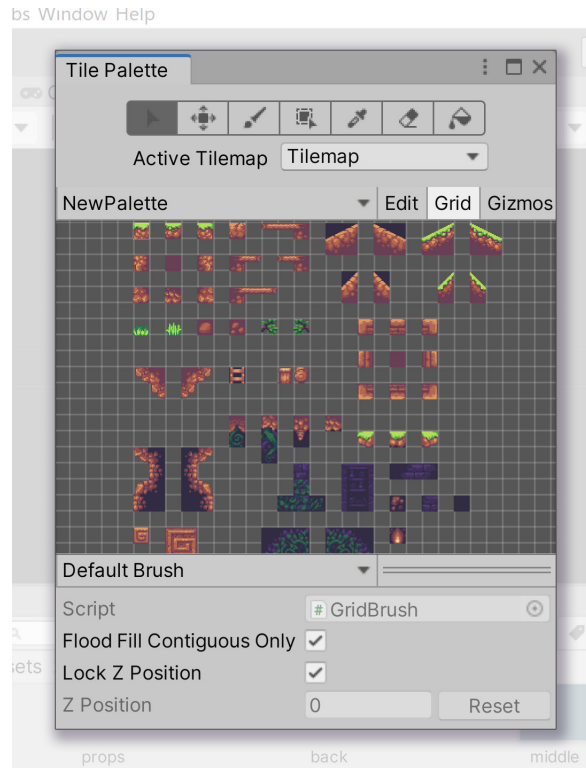 bs Window Help
Tile Palette
Active Tilemap Tilemap
NewPalette Edit Grid Gizmos
Default Brush
Script # GridBrush
Flood Fill Contiguous Only
Lock Z Position
Z Position 0 Reset
sets
props back middle